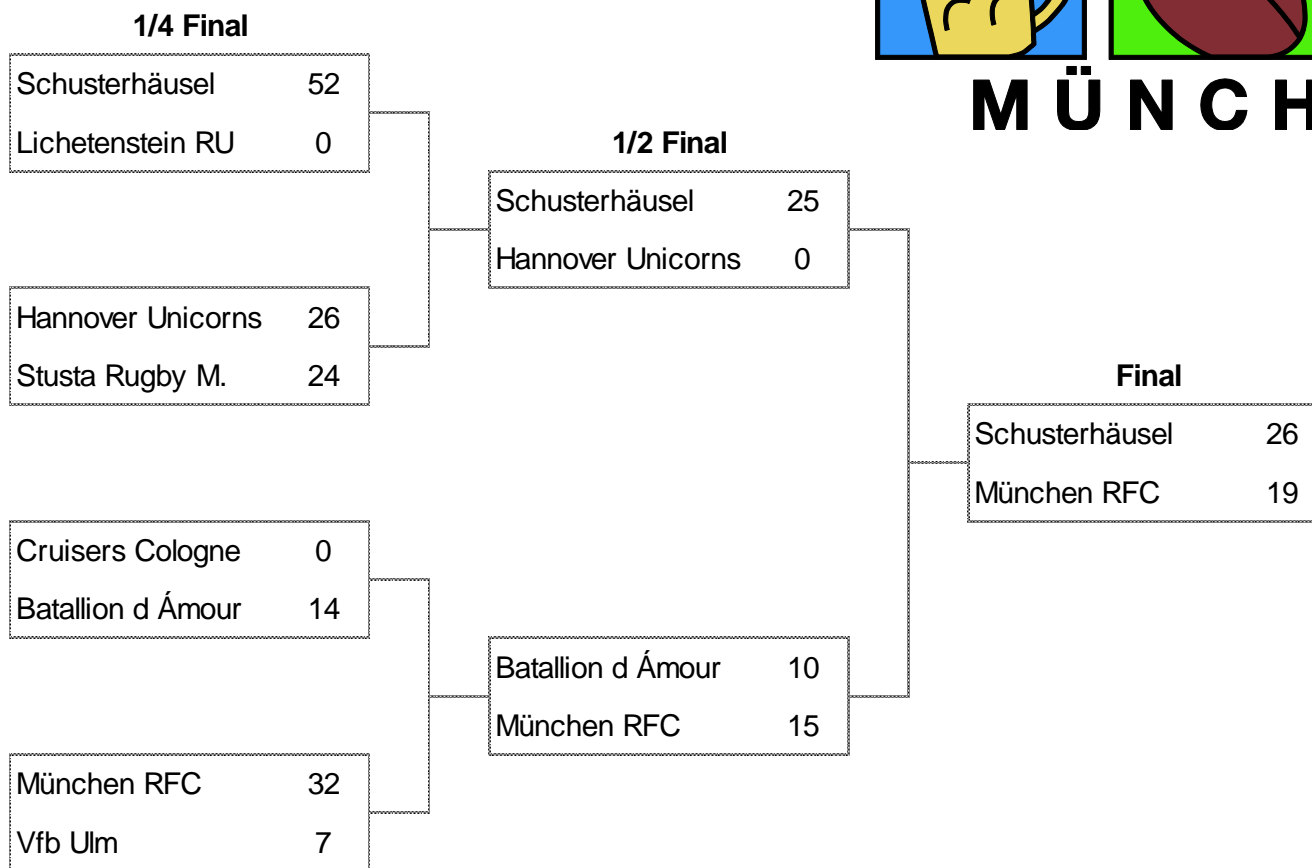 1/4 Final
Schusterhäusel 52
Lichetenstein RU 0
Hannover Unicorns 26
Stusta Rugby M. 24
Cruisers Cologne 0
Batallion d Ámour 14
München RFC 32
Vfb Ulm 7
1/2 Final
Schusterhäusel 25
Hannover Unicorns 0
Batallion d Ámour 10
München RFC 15
Final
Schusterhäusel 26
München RFC 19
MÜNCH